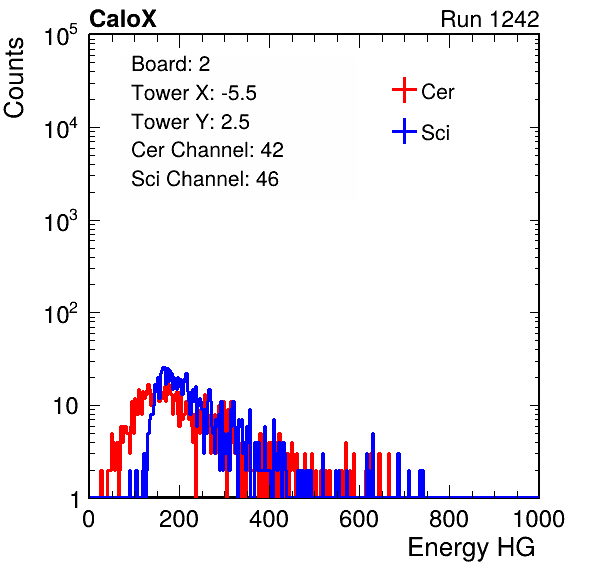 CaloX Run 1242
Counts
Board: 2
Tower X: -5.5
Tower Y: 2.5
Cer Channel: 42
Sci Channel: 46
Cer
Sci
10^5
10^4
10^3
10^2
10
1
0 200 400 600 800 1000
Energy HG